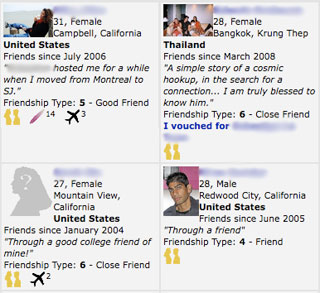 31, Female
Campbell, California
United States
Friends since July 2006
" hosted me for a
while when I moved from Montreal to
SJ."
Friendship Type: 5 - Good Friend
14 3
28, Female
Bangkok, Krung Thep
Thailand
Friends since March 2008
"A simple story of a cosmic
hookup, in the search for a
connection... I am truly blessed to
know him."
Friendship Type: 6 - Close Friend
I vouched for
27, Female
Mountain View,
California
United States
Friends since January 2004
"Through a good college friend of
mine!"
Friendship Type: 6 - Close Friend
2
28, Male
Redwood City, California
United States
Friends since June 2005
"Through a friend"
Friendship Type: 4 - Friend